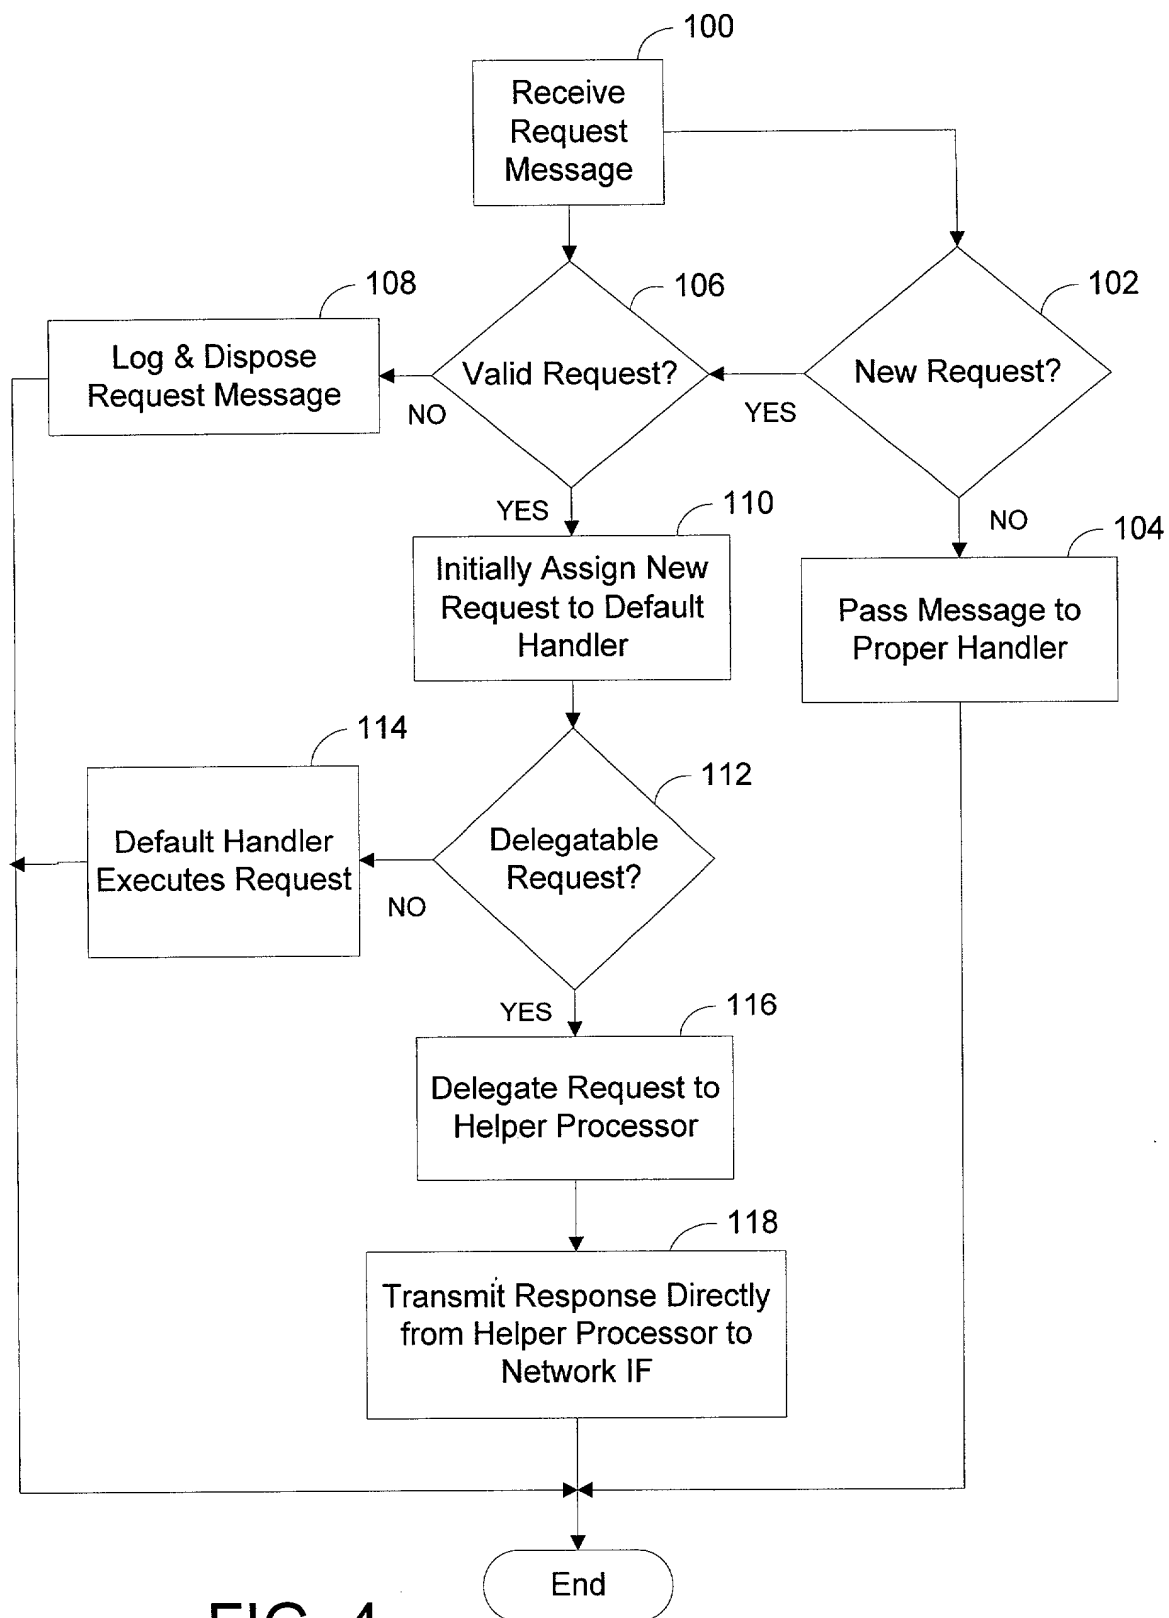 100
Receive
Request
Message
108
106
102
Log & Dispose
Request Message
Valid Request?
New Request?
NO
YES
YES
110
NO
104
Initially Assign New
Request to Default
Handler
Pass Message to
Proper Handler
114
112
Default Handler
Executes Request
Delegatable
Request?
NO
YES
116
Delegate Request to
Helper Processor
118
Transmit Response Directly
from Helper Processor to
Network IF
End
FIG. 4